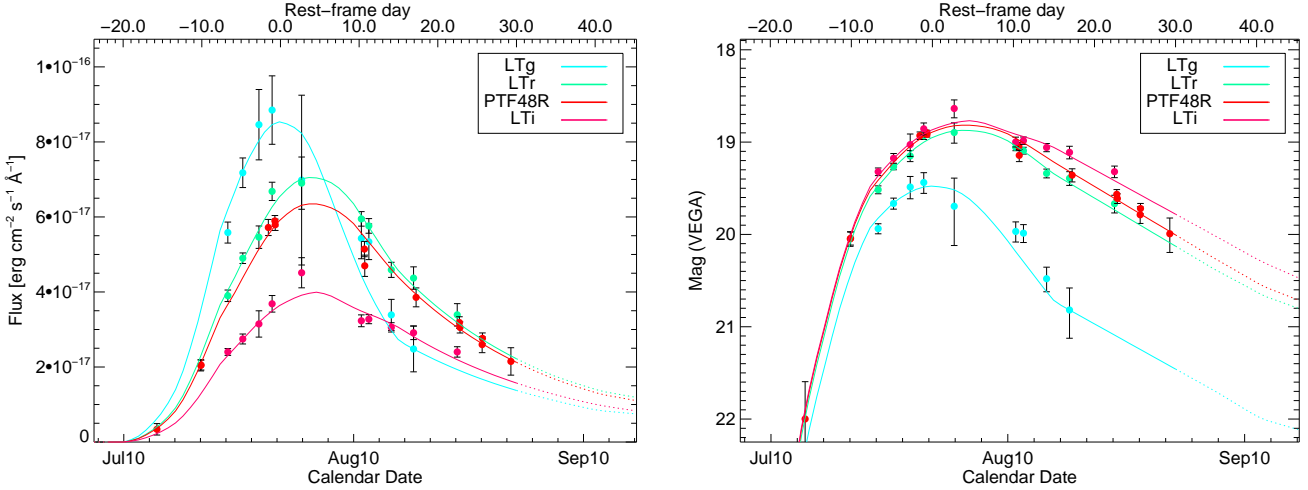 Rest−frame day
−20.0 −10.0 0.0 10.0 20.0 30.0 40.0
1•10⁻¹⁶
8•10⁻¹⁷
6•10⁻¹⁷
4•10⁻¹⁷
2•10⁻¹⁷
0
Flux [erg cm⁻² s⁻¹ Å⁻¹]
LTg
LTr
PTF48R
LTi
Jul10 Aug10 Sep10
Calendar Date
Rest−frame day
−20.0 −10.0 0.0 10.0 20.0 30.0 40.0
18
19
20
21
22
Mag (VEGA)
LTg
LTr
PTF48R
LTi
Jul10 Aug10 Sep10
Calendar Date